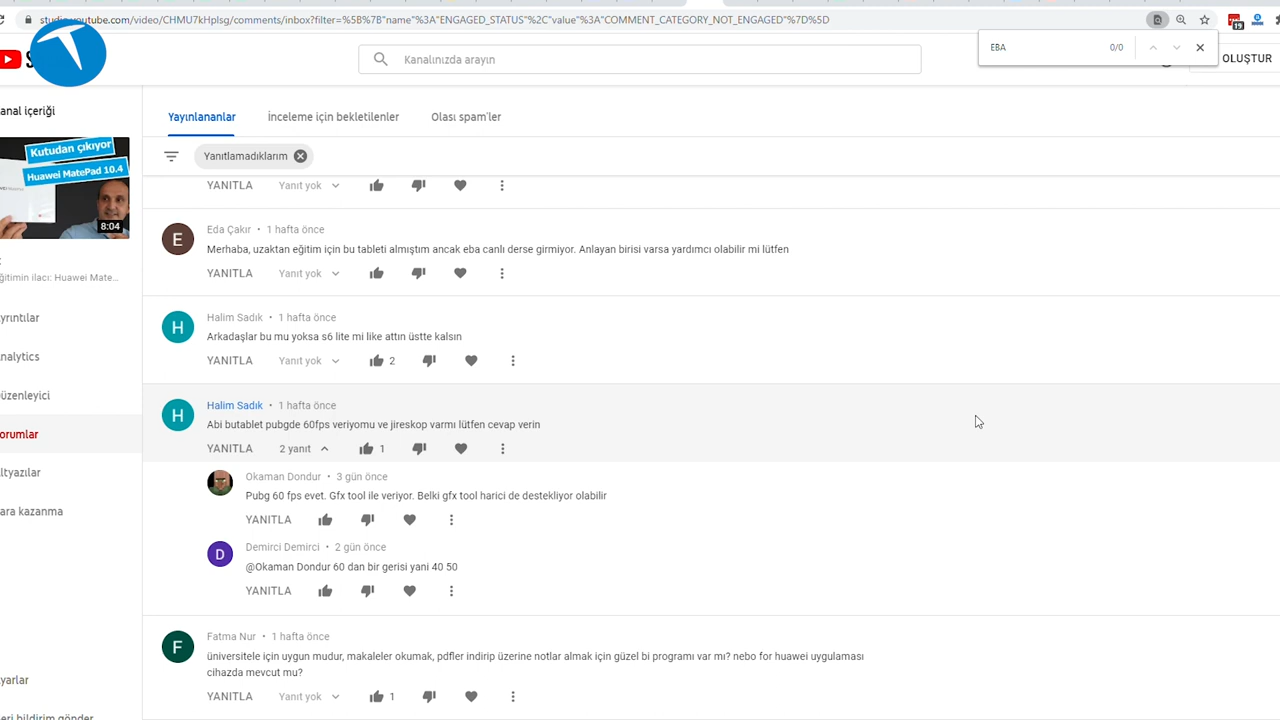 studio.youtube.com/video/CHMU7kHplsg/comments/inbox?filter=%5B%7B"name"%3A"ENGAGED_STATUS"%2C"value"%3A"COMMENT_CATEGORY_NOT_ENGAGED"%7D%5D
19
EBA
0/0
Kanalınızda arayın
OLUŞTUR
anal içeriği
Yayınlananlar
İnceleme için bekletilenler
Olası spam'ler
Yanıtlamadıklarım
Kutudan çıkıyor
Huawei MatePad 10.4
8:04
ğitimin ilacı: Huawei Mate...
yrıntılar
nalytics
üzenleyici
orumlar
ltyazılar
ara kazanma
yarlar
eri bildirim gönder
YANITLA Yanıt yok
E
Eda Çakır • 1 hafta önce
Merhaba, uzaktan eğitim için bu tableti almıştım ancak eba canlı derse girmiyor. Anlayan birisi varsa yardımcı olabilir mi lütfen
YANITLA Yanıt yok
H
Halim Sadık • 1 hafta önce
Arkadaşlar bu mu yoksa s6 lite mi like attın üstte kalsın
YANITLA Yanıt yok 2
H
Halim Sadık • 1 hafta önce
Abi butablet pubgde 60fps veriyomu ve jireskop varmı lütfen cevap verin
YANITLA 2 yanıt 1
Okaman Dondur • 3 gün önce
Pubg 60 fps evet. Gfx tool ile veriyor. Belki gfx tool harici de destekliyor olabilir
YANITLA
D
Demirci Demirci • 2 gün önce
@Okaman Dondur 60 dan bir gerisi yani 40 50
YANITLA
F
Fatma Nur • 1 hafta önce
üniversitele için uygun mudur, makaleler okumak, pdfler indirip üzerine notlar almak için güzel bi programı var mı? nebo for huawei uygulaması
cihazda mevcut mu?
YANITLA Yanıt yok 1